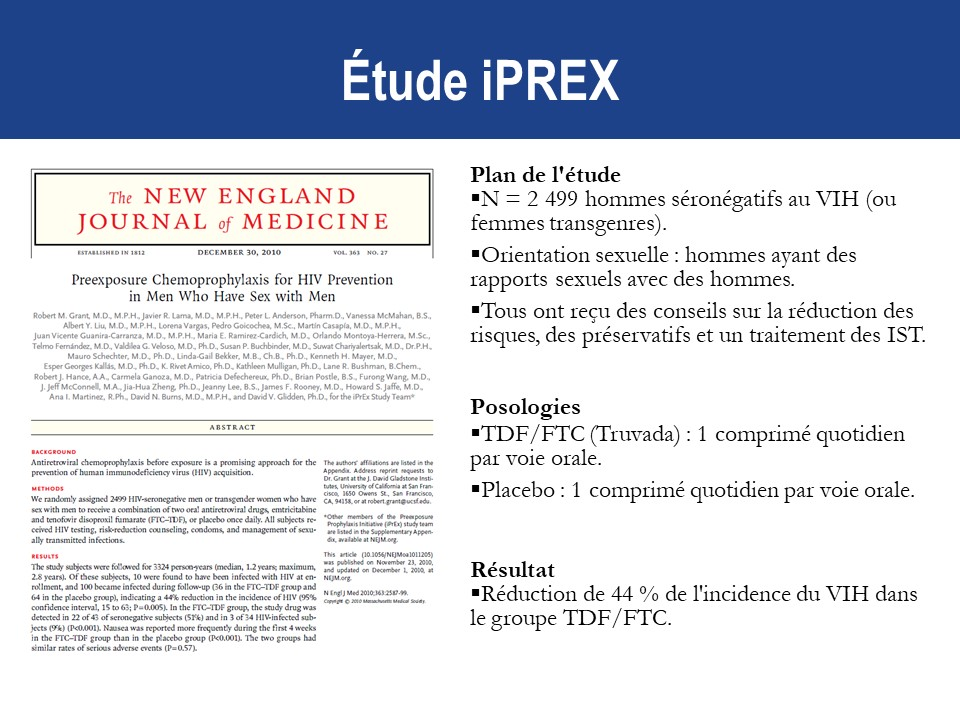 Étude iPREX
The NEW ENGLAND
JOURNAL of MEDICINE
ESTABLISHED IN 1812 DECEMBER 30, 2010 VOL. 363 NO. 27
Preexposure Chemoprophylaxis for HIV Prevention
in Men Who Have Sex with Men
Robert M. Grant, M.D., M.P.H., Javier R. Lama, M.D., M.P.H., Peter L. Anderson, Pharm.D., Vanessa McMahan, B.S.,
Albert Y. Liu, M.D., M.P.H., Lorena Vargas, Pedro Goicochea, M.Sc., Martín Casapía, M.D., M.P.H.,
Juan Vicente Guanira-Carranza, M.D., M.P.H., Maria E. Ramirez-Cardich, M.D., Orlando Montoya-Herrera, M.Sc.,
Telmo Fernández, M.D., Valdilea G. Veloso, M.D., Ph.D., Susan P. Buchbinder, M.D., Suwat Chariyalertsak, M.D., Dr.P.H.,
Mauro Schechter, M.D., Ph.D., Linda-Gail Bekker, M.B., Ch.B., Ph.D., Kenneth H. Mayer, M.D.,
Esper Georges Kallás, M.D., Ph.D., K. Rivet Amico, Ph.D., Kathleen Mulligan, Ph.D., Lane R. Bushman, B.Chem.,
Robert J. Hance, A.A., Carmela Ganoza, M.D., Patricia Defechereux, Ph.D., Brian Postle, B.S., Furong Wang, M.D.,
J. Jeff McConnell, M.A., Jia-Hua Zheng, Ph.D., Jeanny Lee, B.S., James F. Rooney, M.D., Howard S. Jaffe, M.D.,
Ana I. Martinez, R.Ph., David N. Burns, M.D., M.P.H., and David V. Glidden, Ph.D., for the iPrEx Study Team*
ABSTRACT
BACKGROUND
Antiretroviral chemoprophylaxis before exposure is a promising approach for the
prevention of human immunodeficiency virus (HIV) acquisition.
METHODS
We randomly assigned 2499 HIV-seronegative men or transgender women who have
sex with men to receive a combination of two oral antiretroviral drugs, emtricitabine
and tenofovir disoproxil fumarate (FTC–TDF), or placebo once daily. All subjects re-
ceived HIV testing, risk-reduction counseling, condoms, and management of sexu-
ally transmitted infections.
RESULTS
The study subjects were followed for 3324 person-years (median, 1.2 years; maximum,
2.8 years). Of these subjects, 10 were found to have been infected with HIV at en-
rollment, and 100 became infected during follow-up (36 in the FTC–TDF group and
64 in the placebo group), indicating a 44% reduction in the incidence of HIV (95%
confidence interval, 15 to 63; P=0.005). In the FTC–TDF group, the study drug was
detected in 22 of 43 of seronegative subjects (51%) and in 3 of 34 HIV-infected sub-
jects (9%) (P<0.001). Nausea was reported more frequently during the first 4 weeks
in the FTC–TDF group than in the placebo group (P<0.001). The two groups had
similar rates of serious adverse events (P=0.57).
The authors' affiliations are listed in the
Appendix. Address reprint requests to
Dr. Grant at the J. David Gladstone Insti-
tutes, University of California at San Fran-
cisco, 1650 Owens St., San Francisco,
CA, 94158, or at robert.grant@ucsf.edu.
*Other members of the Preexposure
Prophylaxis Initiative (iPrEx) study team
are listed in the Supplementary Appen-
dix, available at NEJM.org.
This article (10.1056/NEJMoa1011205)
was published on November 23, 2010,
and updated on December 1, 2010, at
NEJM.org.
N Engl J Med 2010;363:2587-99.
Copyright © 2010 Massachusetts Medical Society.
Plan de l'étude
▪N = 2 499 hommes séronégatifs au VIH (ou
femmes transgenres).
▪Orientation sexuelle : hommes ayant des
rapports sexuels avec des hommes.
▪Tous ont reçu des conseils sur la réduction des
risques, des préservatifs et un traitement des IST.
Posologies
▪TDF/FTC (Truvada) : 1 comprimé quotidien
par voie orale.
▪Placebo : 1 comprimé quotidien par voie orale.
Résultat
▪Réduction de 44 % de l'incidence du VIH dans
le groupe TDF/FTC.